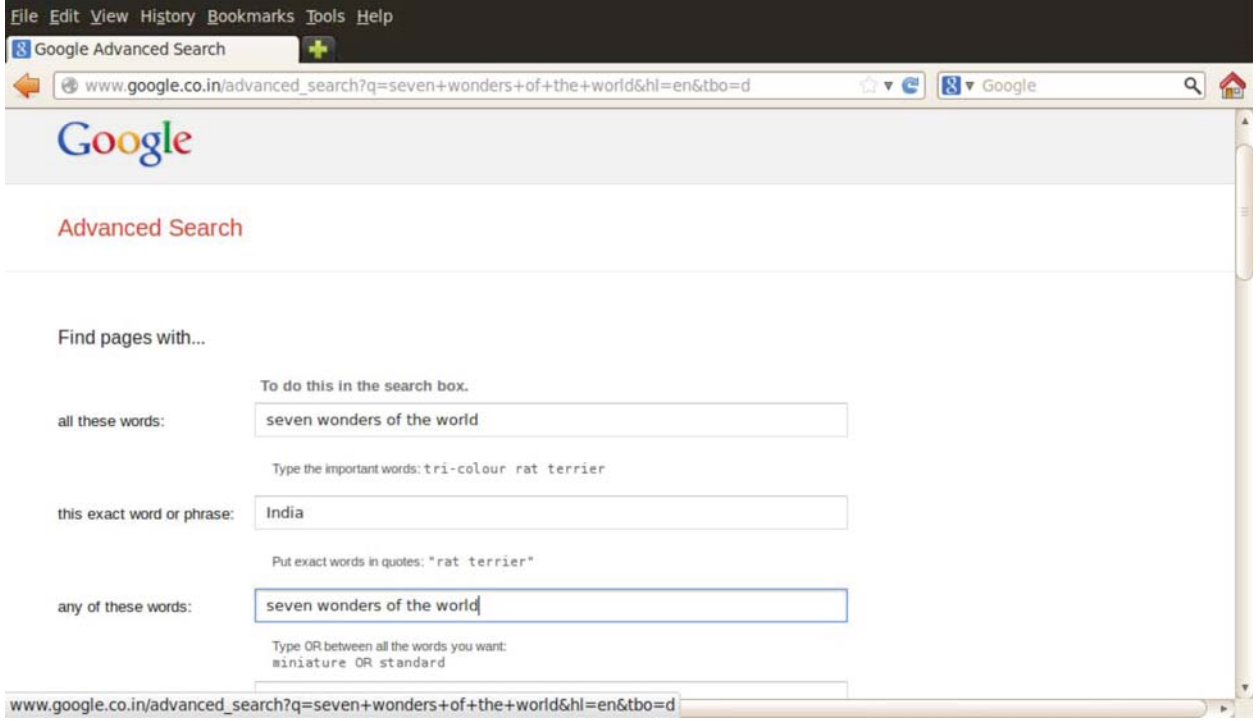 File Edit View History Bookmarks Tools Help
Google Advanced Search
www.google.co.in/advanced_search?q=seven+wonders+of+the+world&hl=en&tbo=d
Google
Google
Advanced Search
Find pages with...
To do this in the search box.
all these words:
seven wonders of the world
Type the important words: tri-colour rat terrier
this exact word or phrase:
India
Put exact words in quotes: "rat terrier"
any of these words:
seven wonders of the world
Type OR between all the words you want:
miniature OR standard
www.google.co.in/advanced_search?q=seven+wonders+of+the+world&hl=en&tbo=d